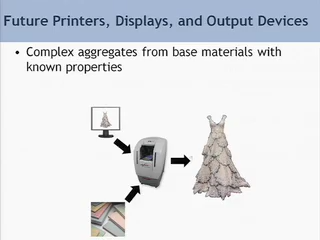 Future Printers, Displays, and Output Devices
• Complex aggregates from base materials with
known properties